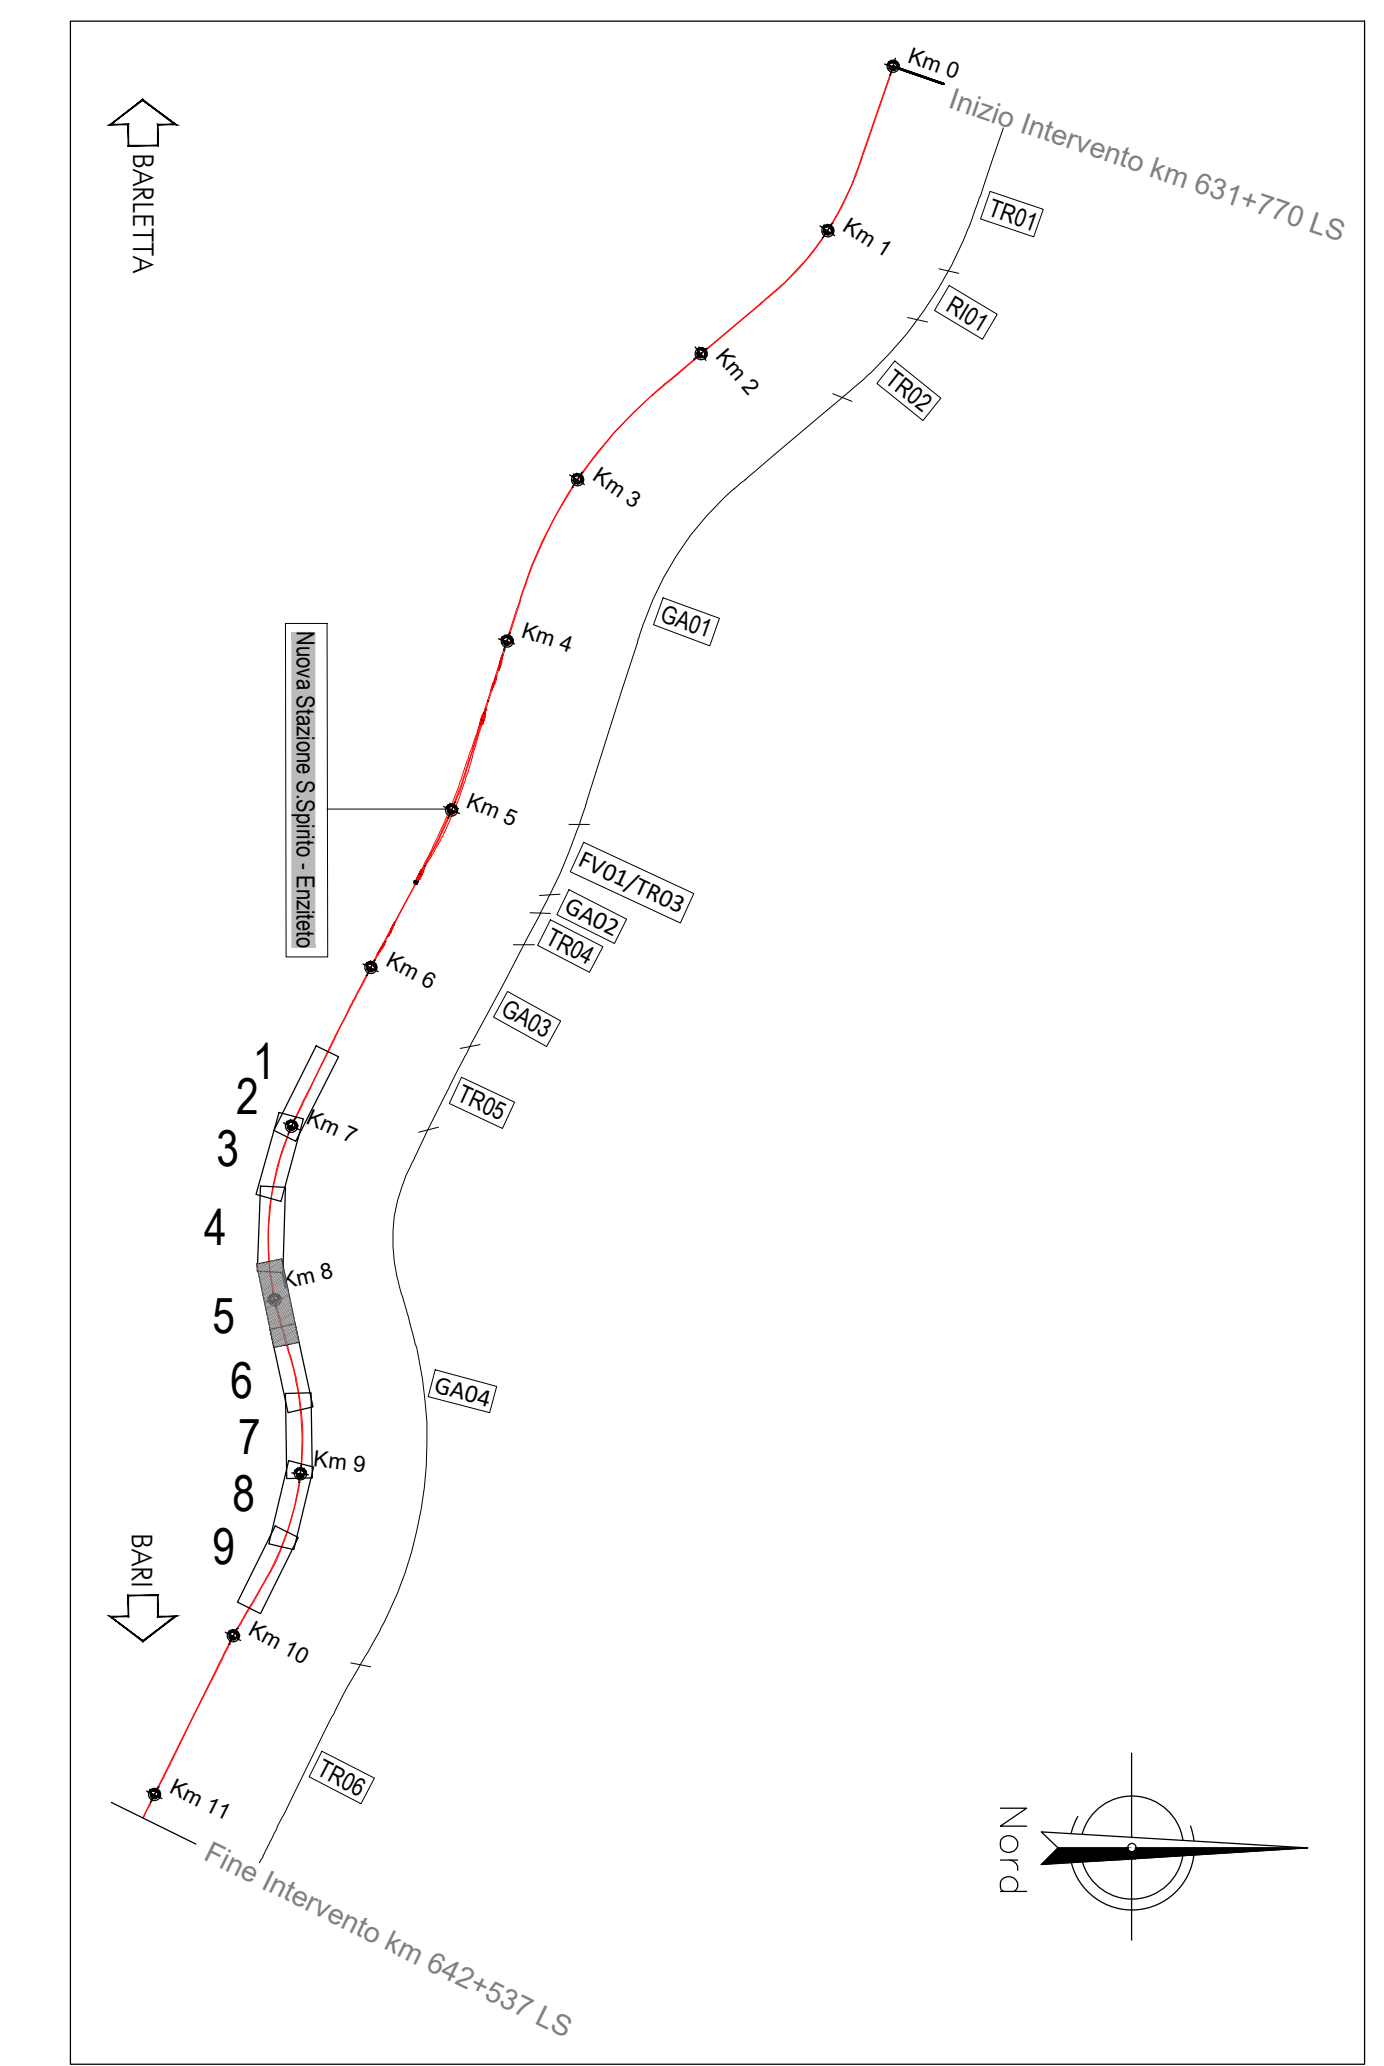 Km 0
Inizio Intervento km 631+770 LS
BARLETTA
TR01
Km 1
RI01
Km 2
TR02
Km 3
GA01
Km 4
Nuova Stazione S.Spirito - Enziteto
Km 5
FV01/TR03
GA02
TR04
Km 6
GA03
1
2
Km 7
TR05
3
4
Km 8
5
6
GA04
7
Km 9
8
9
BARI
Km 10
TR06
Km 11
Fine Intervento km 642+537 LS
Nord